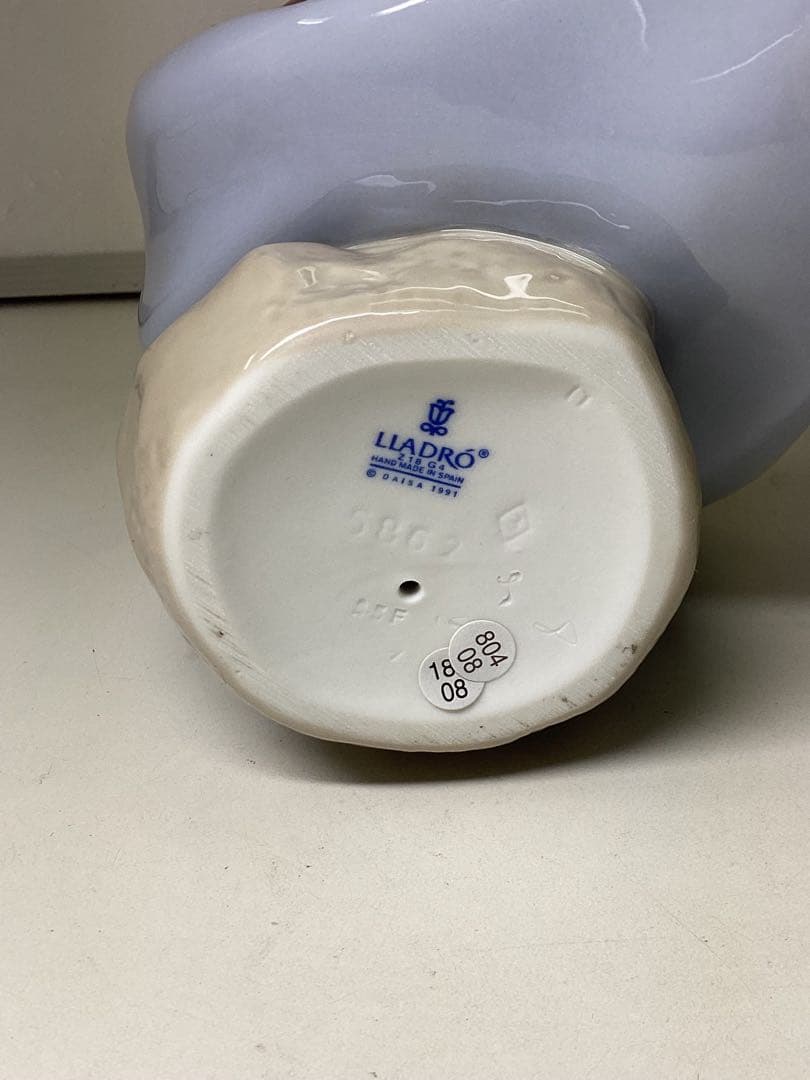 LLADRÓ®
Z18 G4
HAND MADE IN SPAIN
© DAISA 1991
804
08
18
08